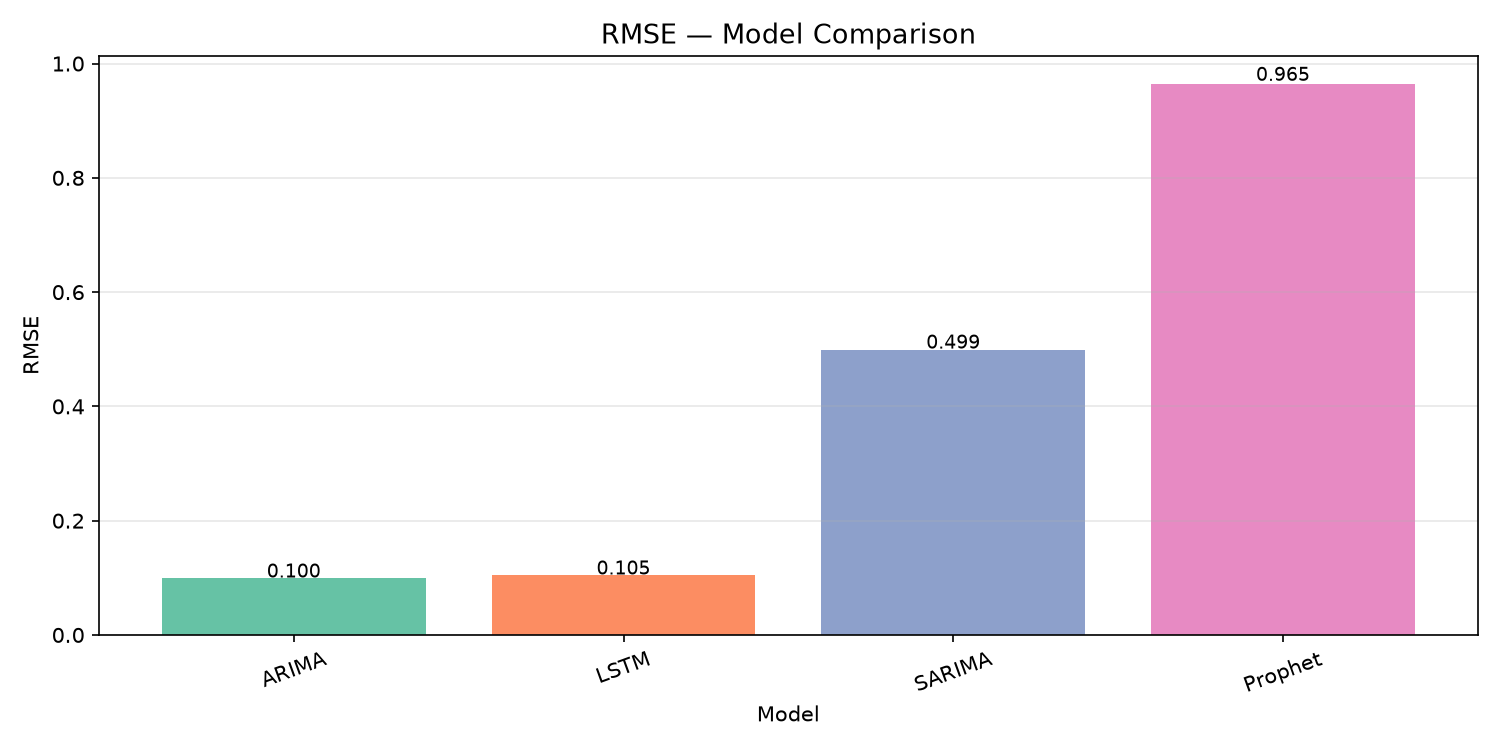 RMSE — Model Comparison
1.0
0.8
0.6
0.4
0.2
0.0
RMSE
0.100
0.105
0.499
0.965
ARIMA
LSTM
SARIMA
Prophet
Model